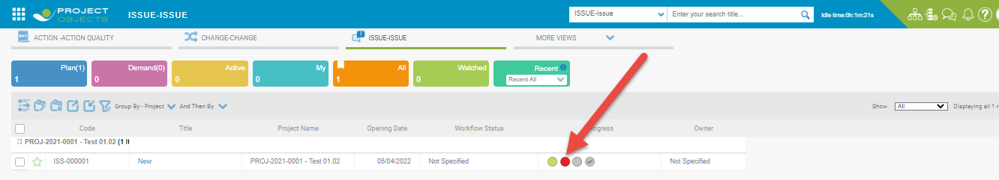 PROJECT OBJECTS ISSUE-ISSUE ISSUE-Issue Enter your search title... Idle time:0h:1m:21s
ACTION -ACTION QUALITY CHANGE-CHANGE ISSUE-ISSUE MORE VIEWS
Plan(1) Demand(0) Active My All Watched Recent
1 0 0 0 1 0 Recent All
Group By - Project And Then By Show All Displaying all 1 r
Code Title Project Name Opening Date Workflow Status ogress Owner
PROJ-2021-0001 - Test 01.02 (1 It
ISS-000001 New PROJ-2021-0001 - Test 01.02 05/04/2022 Not Specified Not Specified